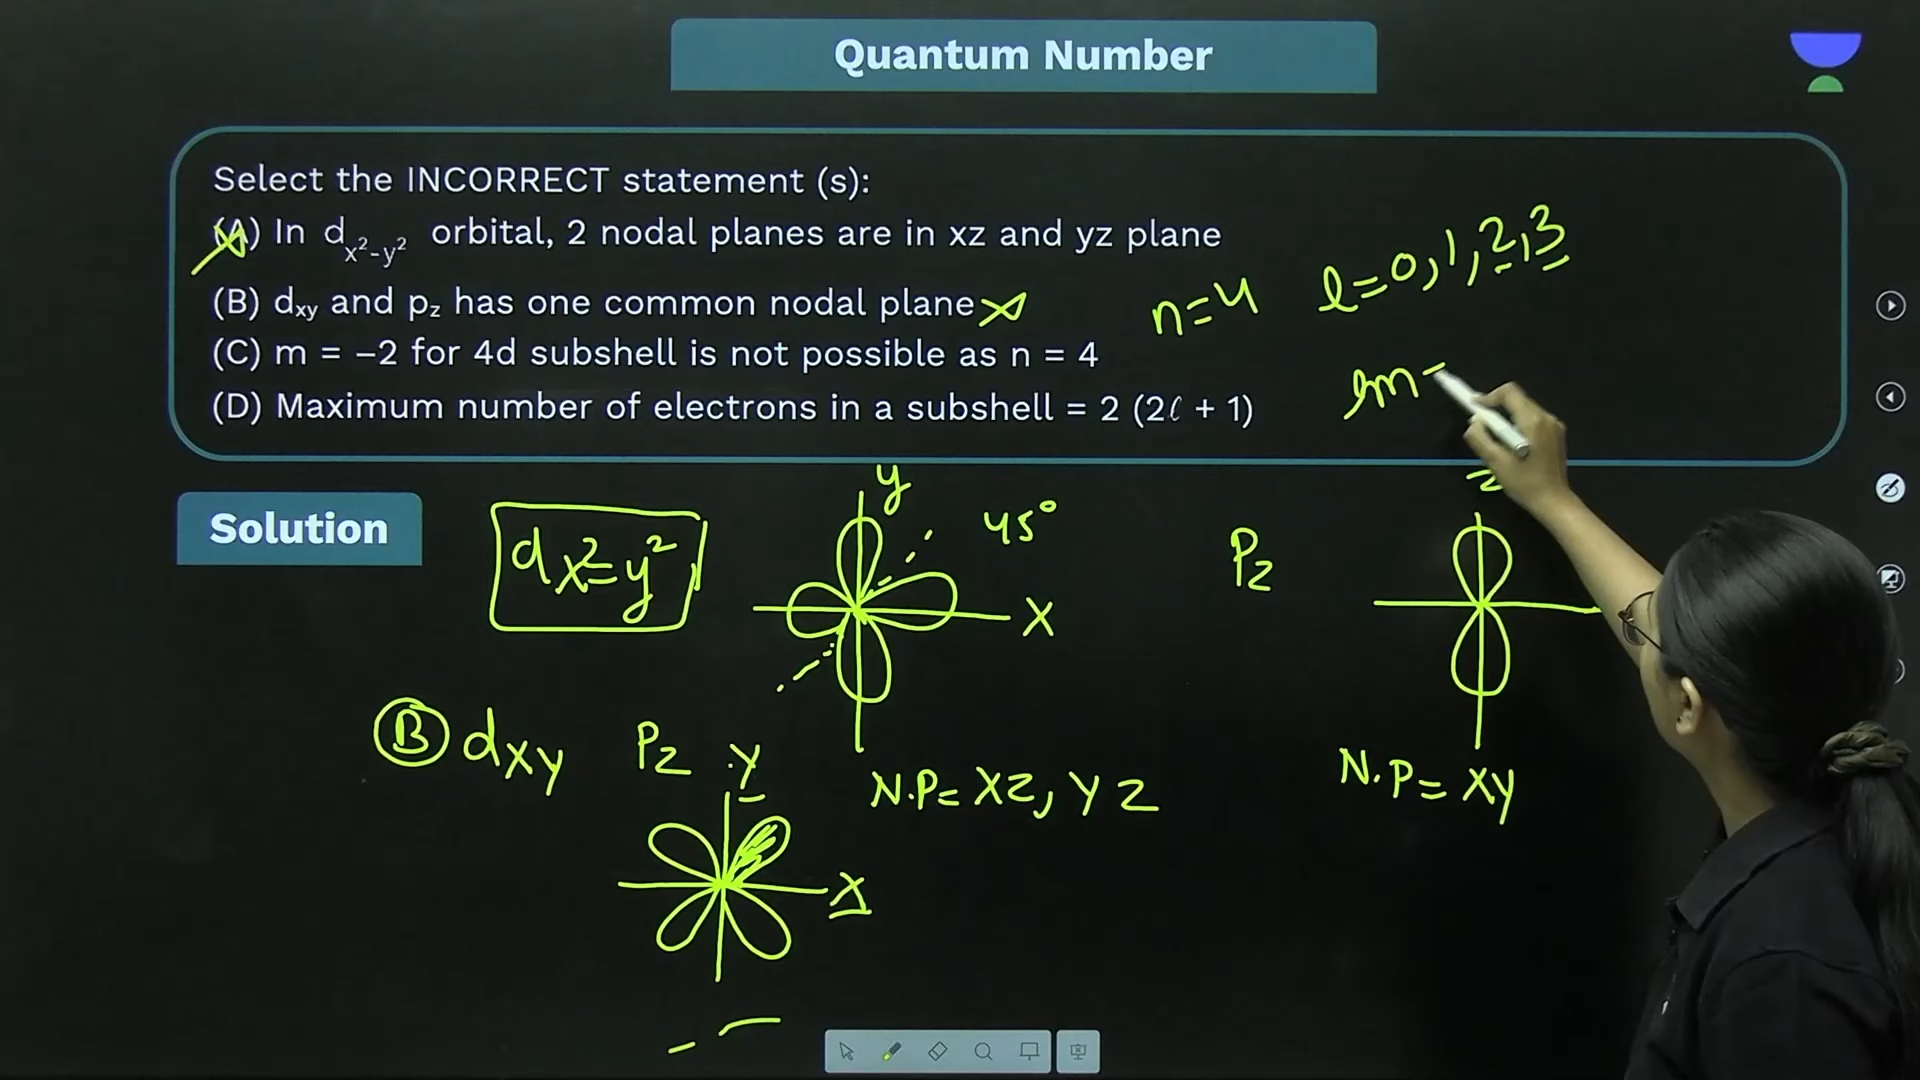 Quantum Number
Select the INCORRECT statement (s):
(A) In dx²-y² orbital, 2 nodal planes are in xz and yz plane
(B) dxy and pz has one common nodal plane
(C) m = –2 for 4d subshell is not possible as n = 4
(D) Maximum number of electrons in a subshell = 2 (2ℓ + 1)
n=4 l=0,1,2,3
m=
Solution
dx²-y²
y
45°
X
Pz
z
B dxy Pz
Y
X
N.P= XZ, YZ
N.P= XY